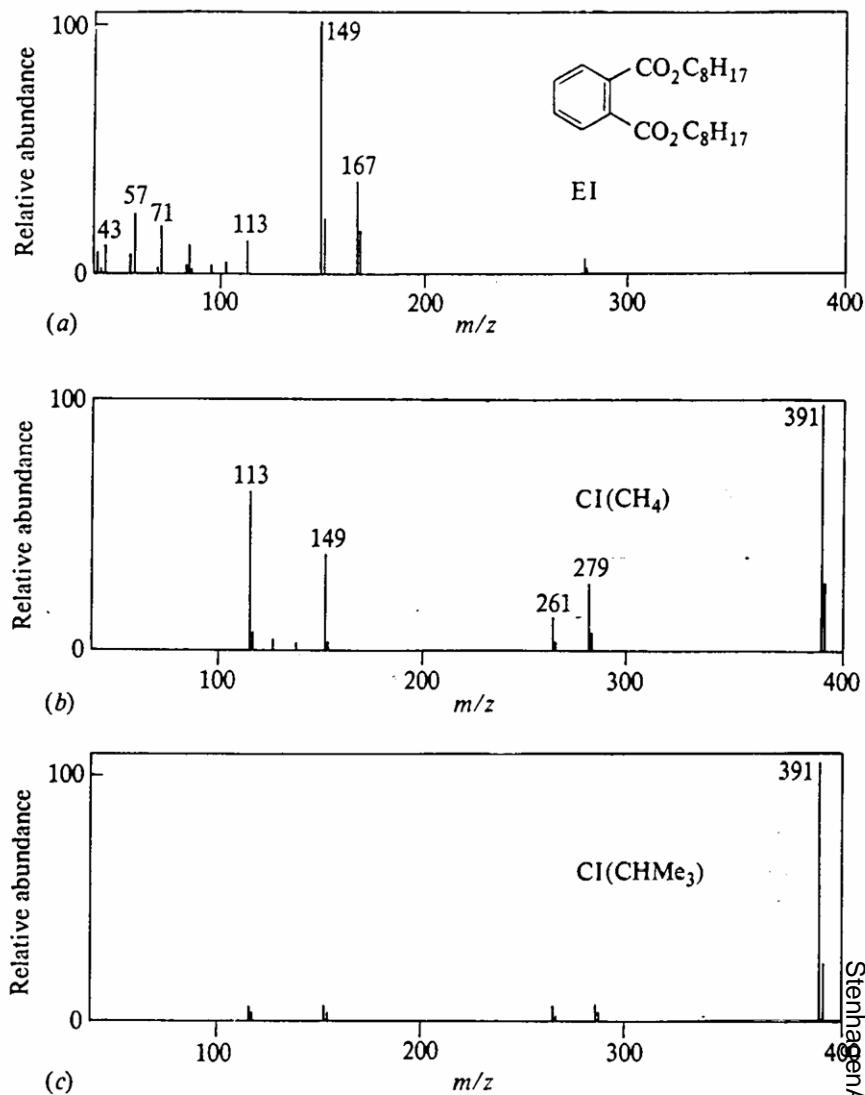 100
149
CO₂C₈H₁₇
CO₂C₈H₁₇
EI
167
57
71
43
113
0
100
200
300
400
Relative abundance
(a)
m/z
100
391
113
CI(CH₄)
149
279
261
0
100
200
300
400
Relative abundance
(b)
m/z
100
391
CI(CHMe₃)
0
100
200
300
400
Relative abundance
(c)
m/z